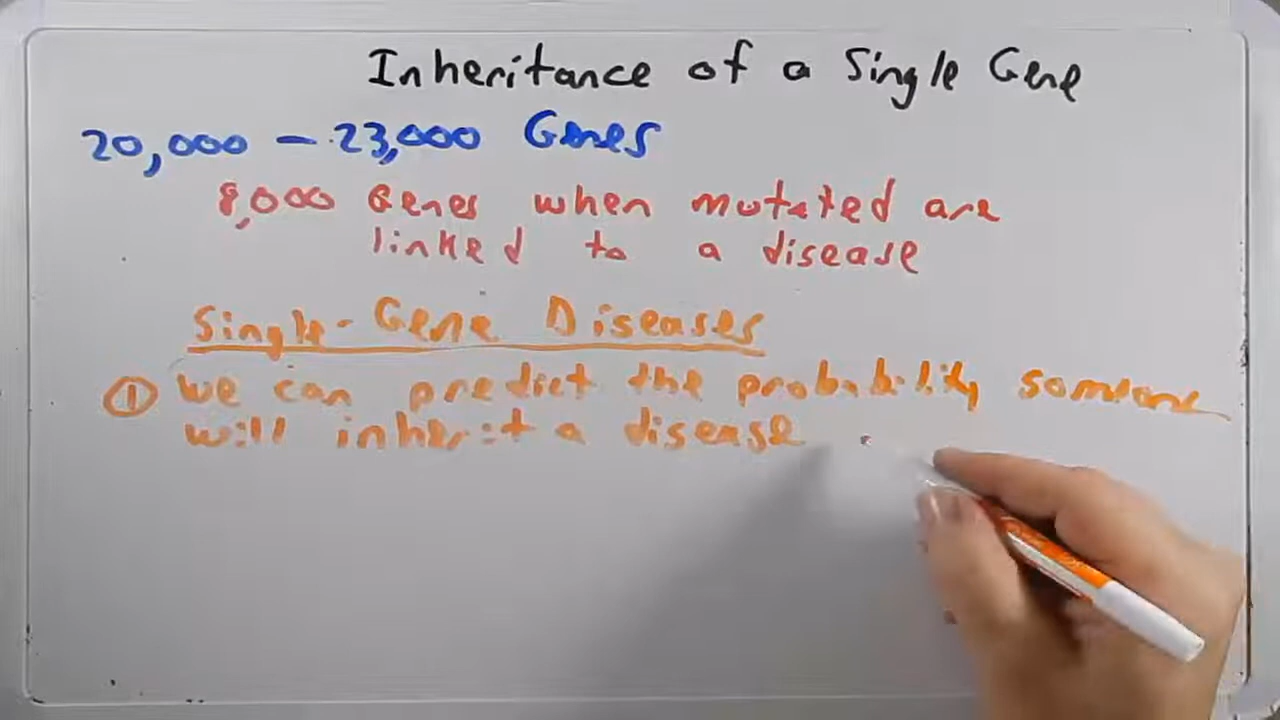 Inheritance of a Single Gene
20,000 - 23,000 Genes
8,000 Genes when mutated are
linked to a disease
Single-Gene Diseases
① we can predict the probability someone
will inherit a disease